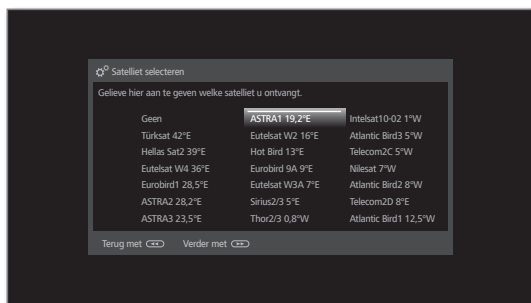 Satelliet selecteren
Gelieve hier aan te geven welke satelliet u ontvangt.
Geen ASTRA1 19,2°E Intelsat10-02 1°W
Türksat 42°E Eutelsat W2 16°E Atlantic Bird3 5°W
Hellas Sat2 39°E Hot Bird 13°E Telecom2C 5°W
Eutelsat W4 36°E Eurobird 9A 9°E Nilesat 7°W
Eurobird1 28,5°E Eutelsat W3A 7°E Atlantic Bird2 8°W
ASTRA2 28,2°E Sirius2/3 5°E Telecom2D 8°E
ASTRA3 23,5°E Thor2/3 0,8°W Atlantic Bird1 12,5°W
Terug met Verder met